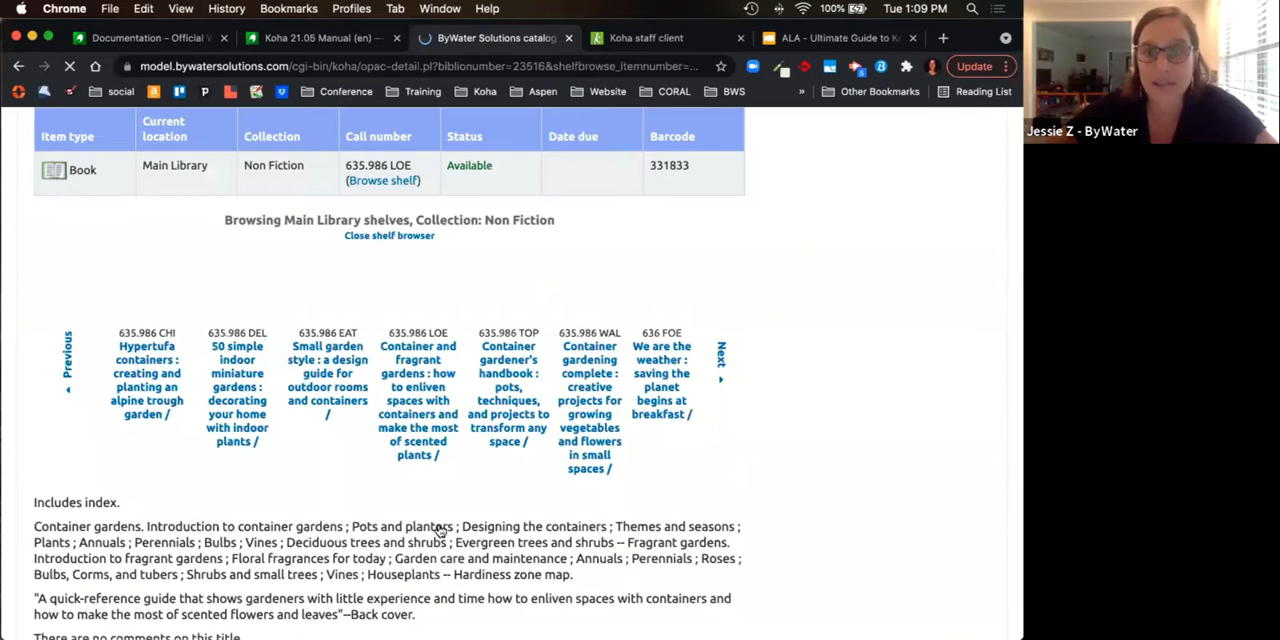 Chrome File Edit View History Bookmarks Profiles Tab Window Help 100% Tue 1:09 PM
Documentation – Official V Koha 21.05 Manual (en) — ByWater Solutions catalog Koha staff client ALA - Ultimate Guide to K
model.bywatersolutions.com/cgi-bin/koha/opac-detail.pl?biblionumber=23516&shelfbrowse_itemnumber=... Update
social Conference Training Koha Aspen Website CORAL BWS » Other Bookmarks Reading List
Item type Current location Collection Call number Status Date due Barcode
Book Main Library Non Fiction 635.986 LOE Available 331833
(Browse shelf)
Browsing Main Library shelves, Collection: Non Fiction
Close shelf browser
Previous
635.986 CHI
Hypertufa
containers :
creating and
planting an
alpine trough
garden /
635.986 DEL
50 simple
indoor
miniature
gardens :
decorating
your home
with indoor
plants /
635.986 EAT
Small garden
style : a design
guide for
outdoor rooms
and containers
/
635.986 LOE
Container and
fragrant
gardens : how
to enliven
spaces with
containers and
make the most
of scented
plants /
635.986 TOP
Container
gardener's
handbook :
pots,
techniques,
and projects to
transform any
space /
635.986 WAL
Container
gardening
complete :
creative
projects for
growing
vegetables
and flowers
in small
spaces /
636 FOE
We are the
weather :
saving the
planet
begins at
breakfast /
Next
Includes index.
Container gardens. Introduction to container gardens ; Pots and planters ; Designing the containers ; Themes and seasons ;
Plants ; Annuals ; Perennials ; Bulbs ; Vines ; Deciduous trees and shrubs ; Evergreen trees and shrubs -- Fragrant gardens.
Introduction to fragrant gardens ; Floral fragrances for today ; Garden care and maintenance ; Annuals ; Perennials ; Roses ;
Bulbs, Corms, and tubers ; Shrubs and small trees ; Vines ; Houseplants -- Hardiness zone map.
"A quick-reference guide that shows gardeners with little experience and time how to enliven spaces with containers and
how to make the most of scented flowers and leaves"--Back cover.
There are no comments on this title.
Jessie Z - ByWater